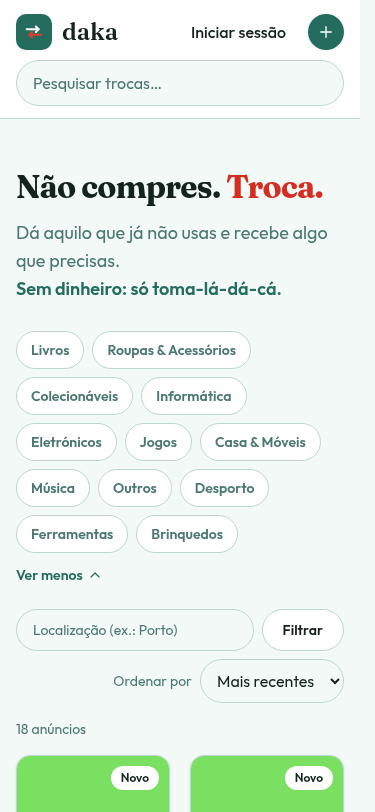 daka
Iniciar sessão
Pesquisar trocas...
Não compres. Troca.
Dá aquilo que já não usas e recebe algo
que precisas.
Sem dinheiro: só toma-lá-dá-cá.
Livros
Roupas & Acessórios
Colecionáveis
Informática
Eletrónicos
Jogos
Casa & Móveis
Música
Outros
Desporto
Ferramentas
Brinquedos
Ver menos
Localização (ex.: Porto)
Filtrar
Ordenar por
Mais recentes
18 anúncios
Novo
Novo